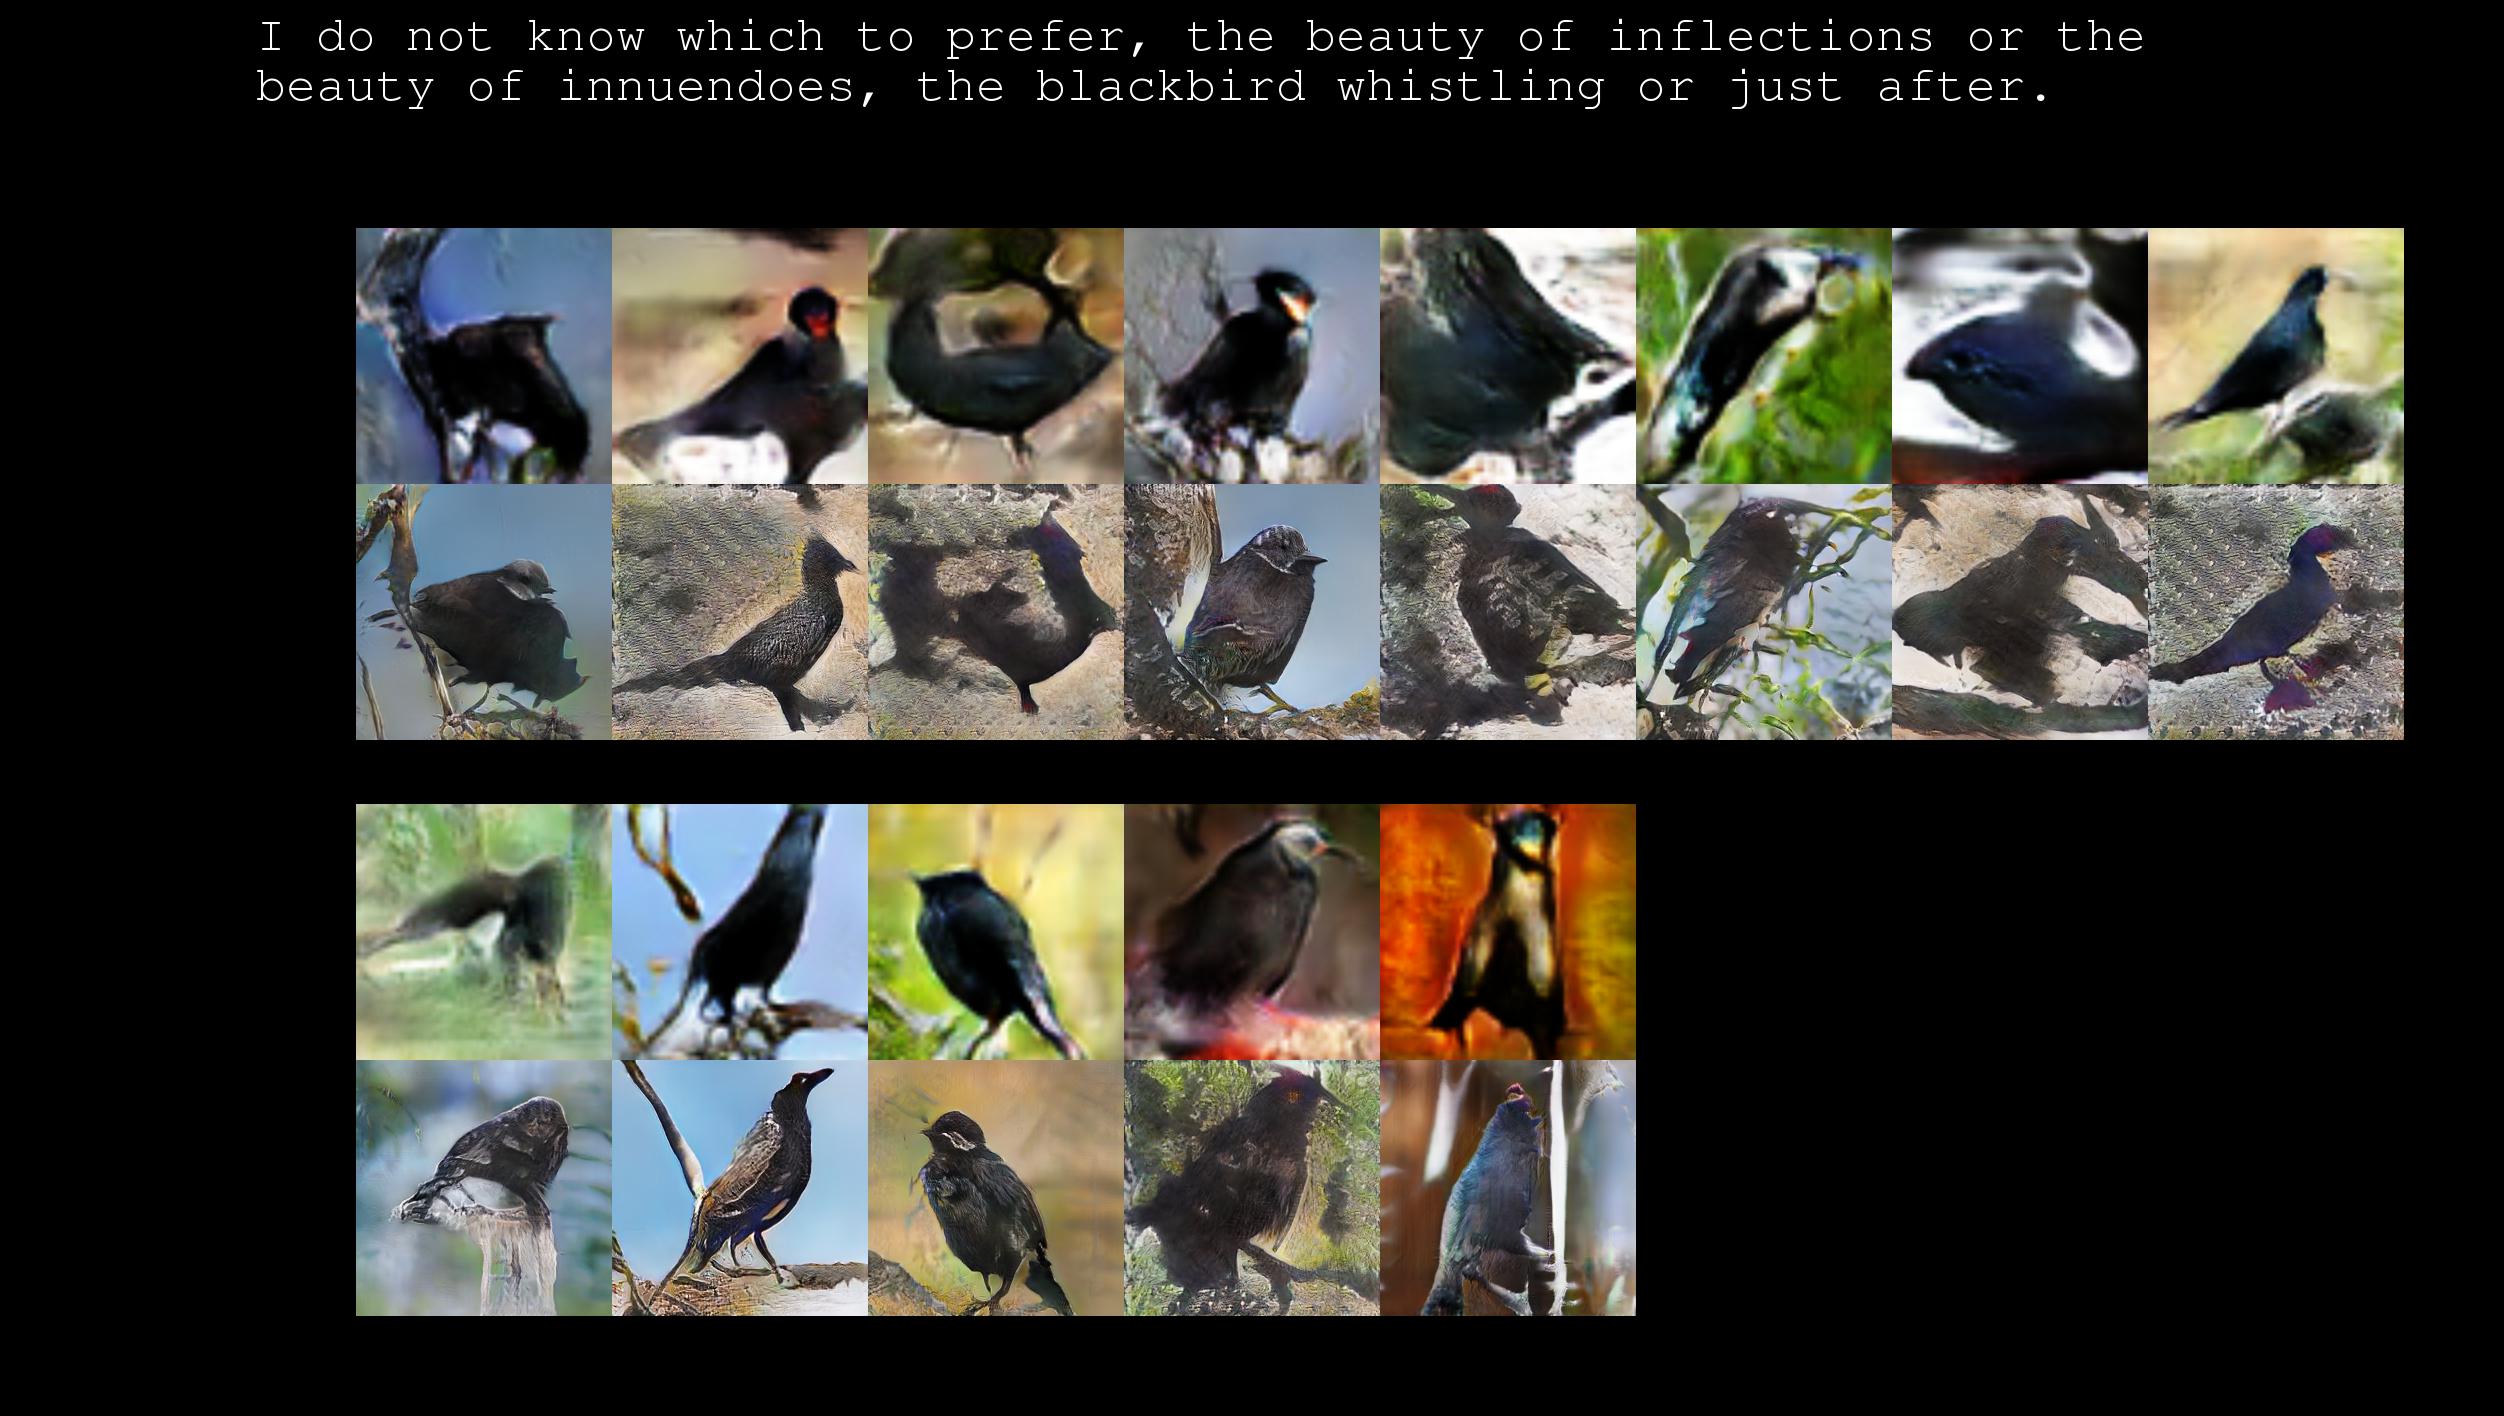 I do not know which to prefer, the beauty of inflections or the
beauty of innuendoes, the blackbird whistling or just after.